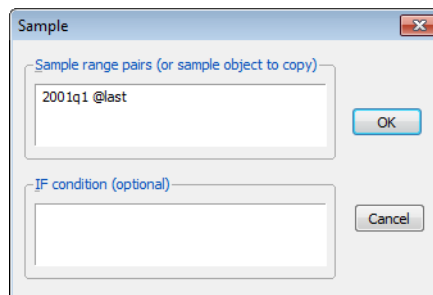 Sample
Sample range pairs (or sample object to copy)
2001q1 @last
OK
IF condition (optional)
Cancel